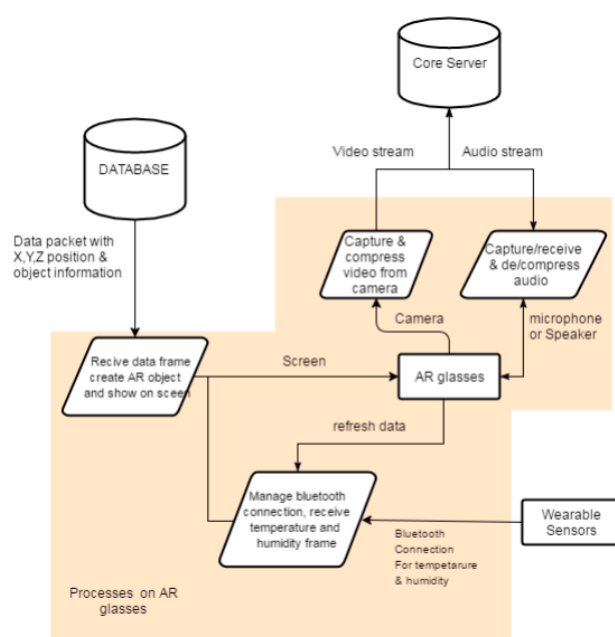 Core Server
Video stream
Audio stream
DATABASE
Data packet with
X,Y,Z position &
object information
Capture &
compress
video from
camera
Capture/receive
& de/compress
audio
Camera
microphone
or Speaker
Recive data frame
create AR object
and show on sceen
Screen
AR glasses
refresh data
Manage bluetooth
connection, receive
temperature and
humidity frame
Wearable
Sensors
Bluetooth
Connection
For tempetarure
& humidity
Processes on AR
glasses